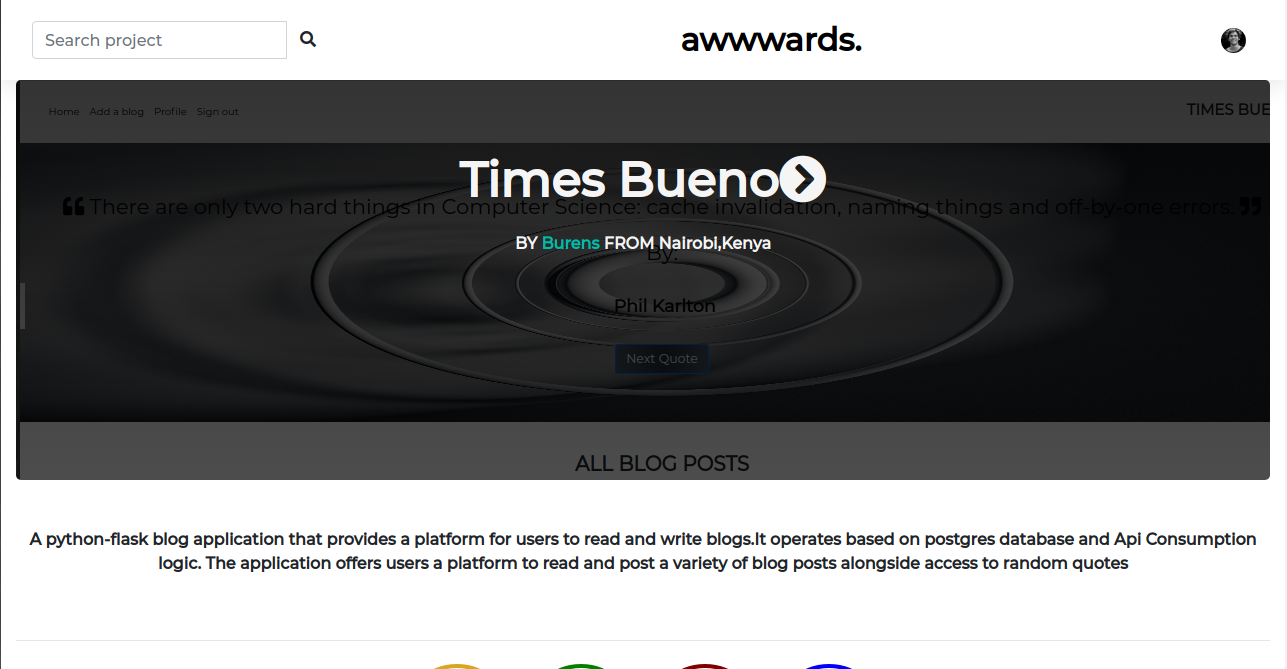 Search project
awwwards.
Home Add a blog Profile Sign out
TIMES BUE
Times Bueno
There are only two hard things in Computer Science: cache invalidation, naming things and off-by-one errors.
BY Burens FROM Nairobi,Kenya
By:
Phil Karlton
Next Quote
ALL BLOG POSTS
A python-flask blog application that provides a platform for users to read and write blogs.It operates based on postgres database and Api Consumption
logic. The application offers users a platform to read and post a variety of blog posts alongside access to random quotes